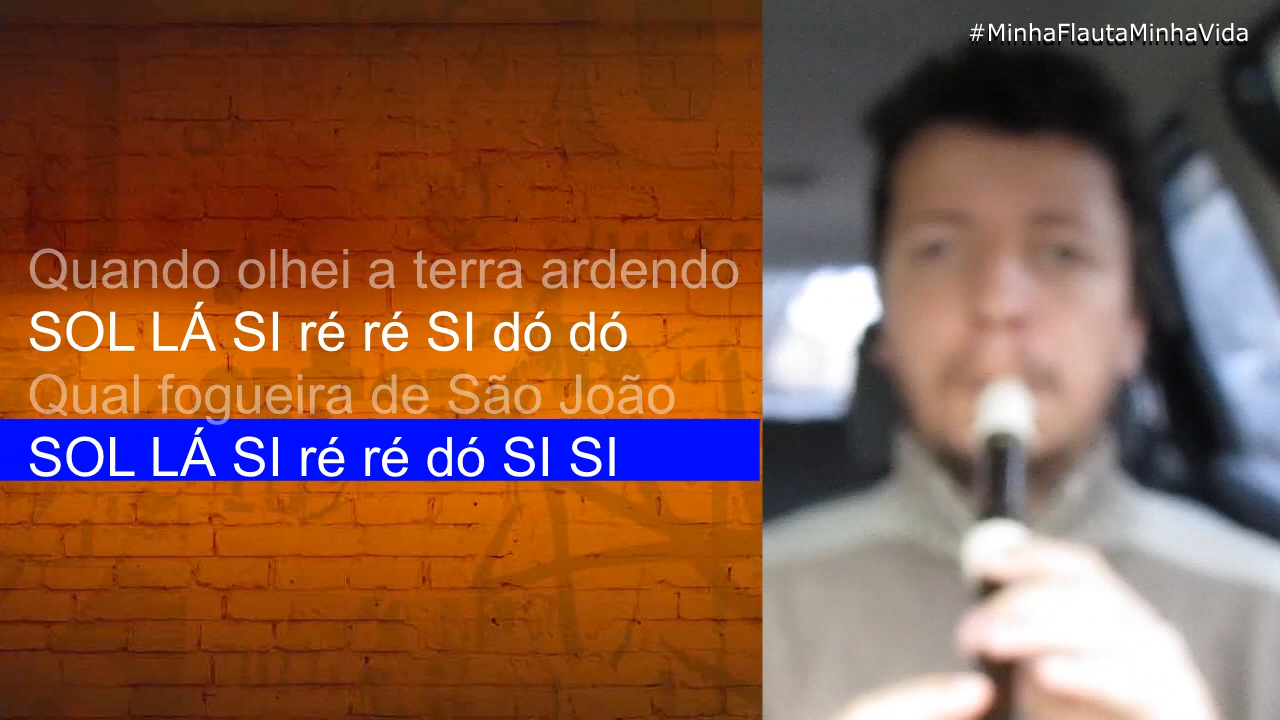 #MinhaFlautaMinhaVida
Quando olhei a terra ardendo
SOL LÁ SI ré ré SI dó dó
Qual fogueira de São João
SOL LÁ SI ré ré dó SI SI